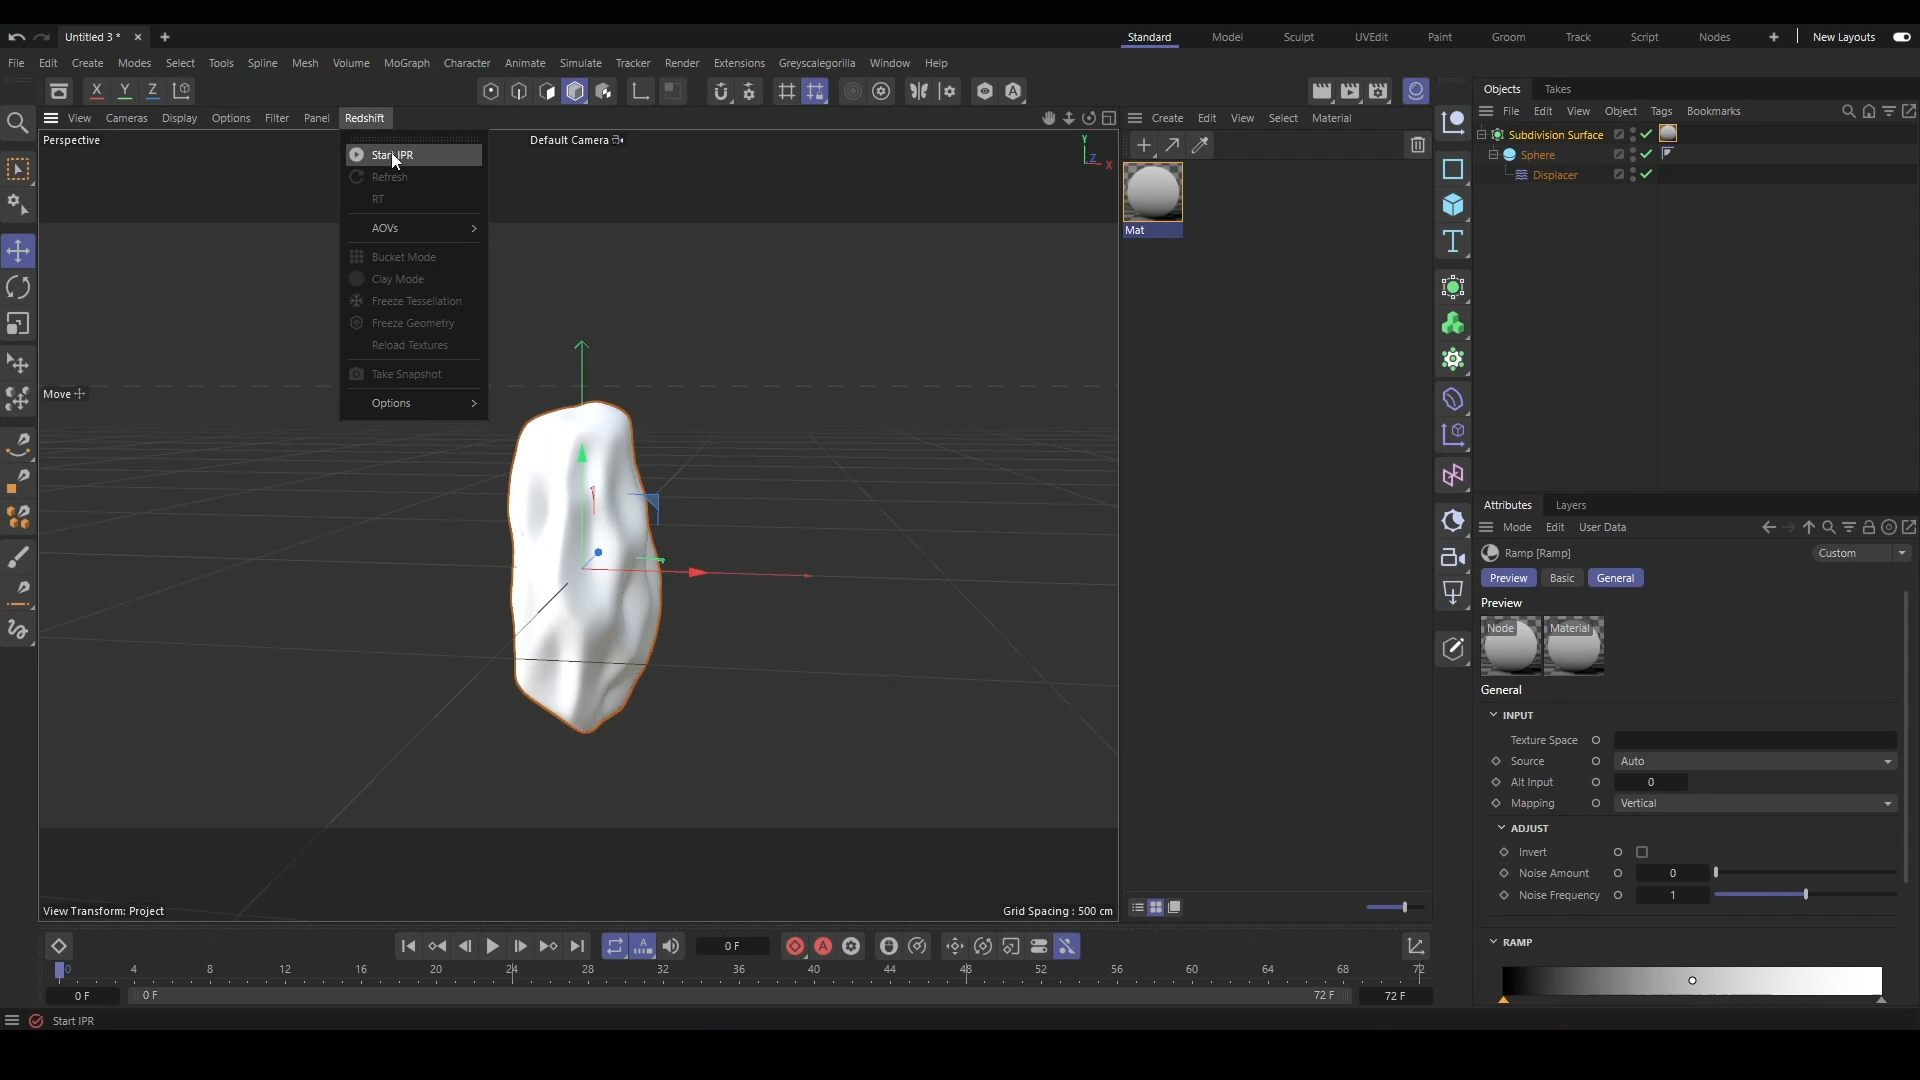 Untitled 3 *
Standard Model Sculpt UVEdit Paint Groom Track Script Nodes New Layouts
File Edit Create Modes Select Tools Spline Mesh Volume MoGraph Character Animate Simulate Tracker Render Extensions Greyscalegorilla Window Help
X Y Z
View Cameras Display Options Filter Panel Redshift
Perspective
Default Camera
Y
Z X
Start IPR
Refresh
RT
AOVs
Bucket Mode
Clay Mode
Freeze Tessellation
Freeze Geometry
Reload Textures
Take Snapshot
Options
Move
View Transform: Project
Grid Spacing : 500 cm
Create Edit View Select Material
Mat
Objects Takes
File Edit View Object Tags Bookmarks
Subdivision Surface
Sphere
Displacer
Attributes Layers
Mode Edit User Data
Ramp [Ramp]
Custom
Preview Basic General
Preview
Node Material
General
INPUT
Texture Space
Source Auto
Alt Input 0
Mapping Vertical
ADJUST
Invert
Noise Amount 0
Noise Frequency 1
RAMP
0 F
0 4 8 12 16 20 24 28 32 36 40 44 48 52 56 60 64 68 72
0 F 0 F 72 F 72 F
Start IPR